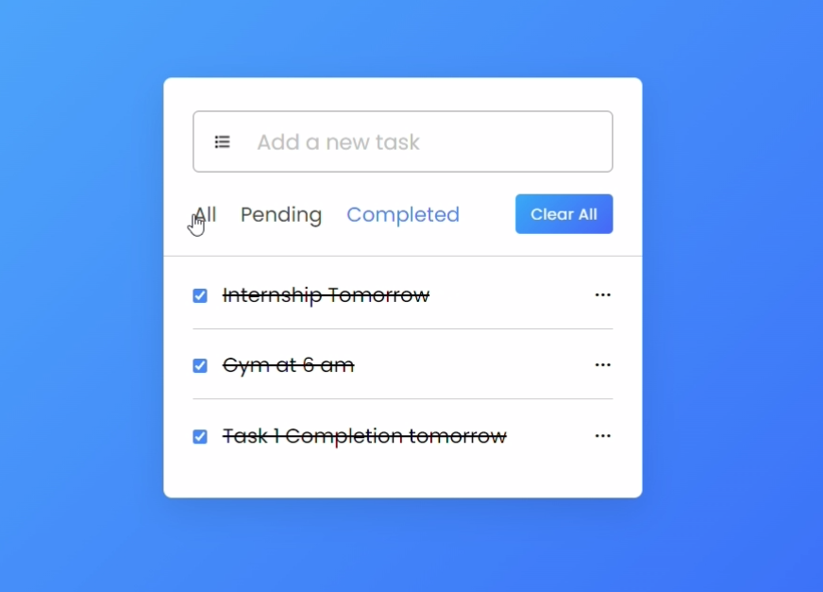 Add a new task
All Pending Completed Clear All
Internship Tomorrow
Gym at 6 am
Task 1 Completion tomorrow